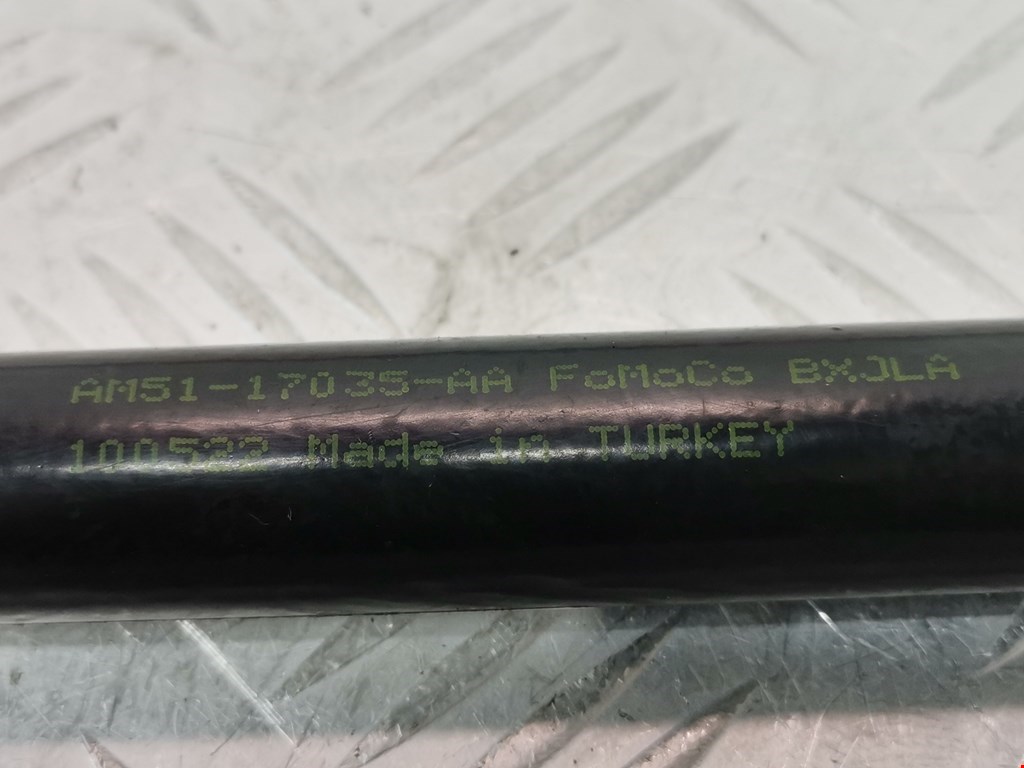 AM51-17035-AA FoMoCo BXJLA
100522 Made in TURKEY